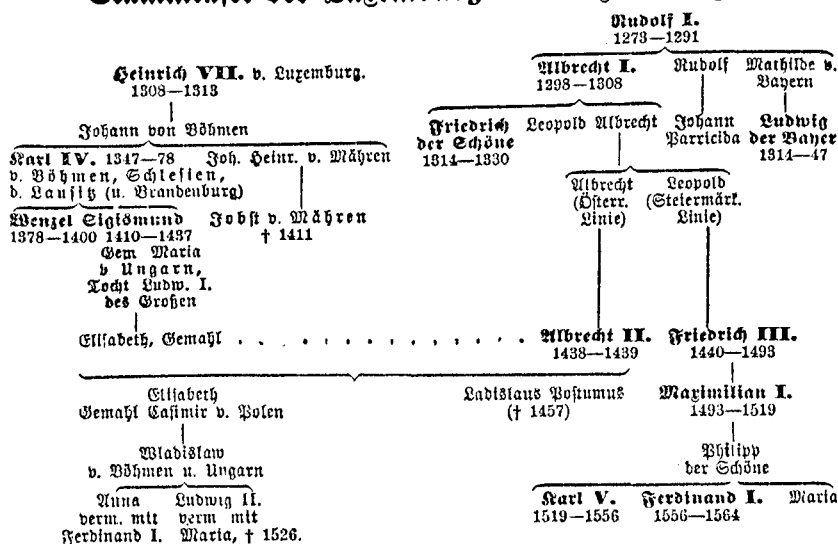 Rudolf I.
1273—1291
Heinrich VII. v. Luxemburg.
1308—1313
Albrecht I. Rudolf Mathilde v.
1298—1308 Bayern
Johann von Böhmen
Friedrich Leopold Albrecht Johann Ludwig
der Schöne Parricida der Bayer
1314—1330 1314—47
Karl IV. 1347—78 Joh. Heinr. v. Mähren
v. Böhmen, Schlesien,
d. Lausitz (u. Brandenburg)
Albrecht Leopold
(Österr. (Steiermärk.
Linie) Linie)
Wenzel Sigismund Jobst v. Mähren
1378—1400 1410—1437 † 1411
Gem Maria
v Ungarn,
Tocht Ludw. I.
des Großen
Elisabeth, Gemahl . . . . . . . . . . . . Albrecht II. Friedrich III.
1438—1439 1440—1493
Elisabeth Ladislaus Postumus Maximilian I.
Gemahl Casimir v. Polen († 1457) 1493—1519
Wladislaw Philipp
v. Böhmen u. Ungarn der Schöne
Anna Ludwig II. Karl V. Ferdinand I. Maria
verm. mit verm mit 1519—1556 1556—1564
Ferdinand I. Maria, † 1526.